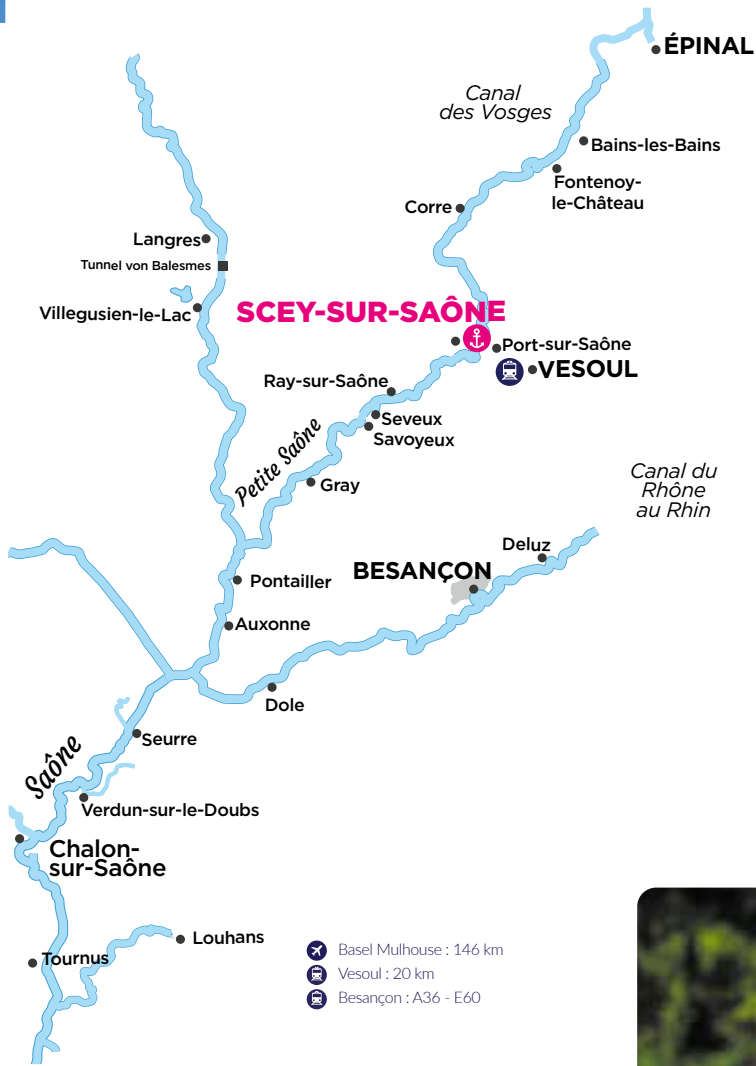 ÉPINAL
Canal
des Vosges
Bains-les-Bains
Fontenoy-
le-Château
Corre
Langres
Tunnel von Balesmes
Villegusien-le-Lac
SCEY-SUR-SAÔNE
Port-sur-Saône
VESOUL
Ray-sur-Saône
Seveux
Savoyeux
Petite Saône
Gray
Canal du
Rhône
au Rhin
Deluz
BESANÇON
Pontailler
Auxonne
Dole
Seurre
Saône
Verdun-sur-le-Doubs
Chalon-
sur-Saône
Louhans
Tournus
Basel Mulhouse : 146 km
Vesoul : 20 km
Besançon : A36 - E60